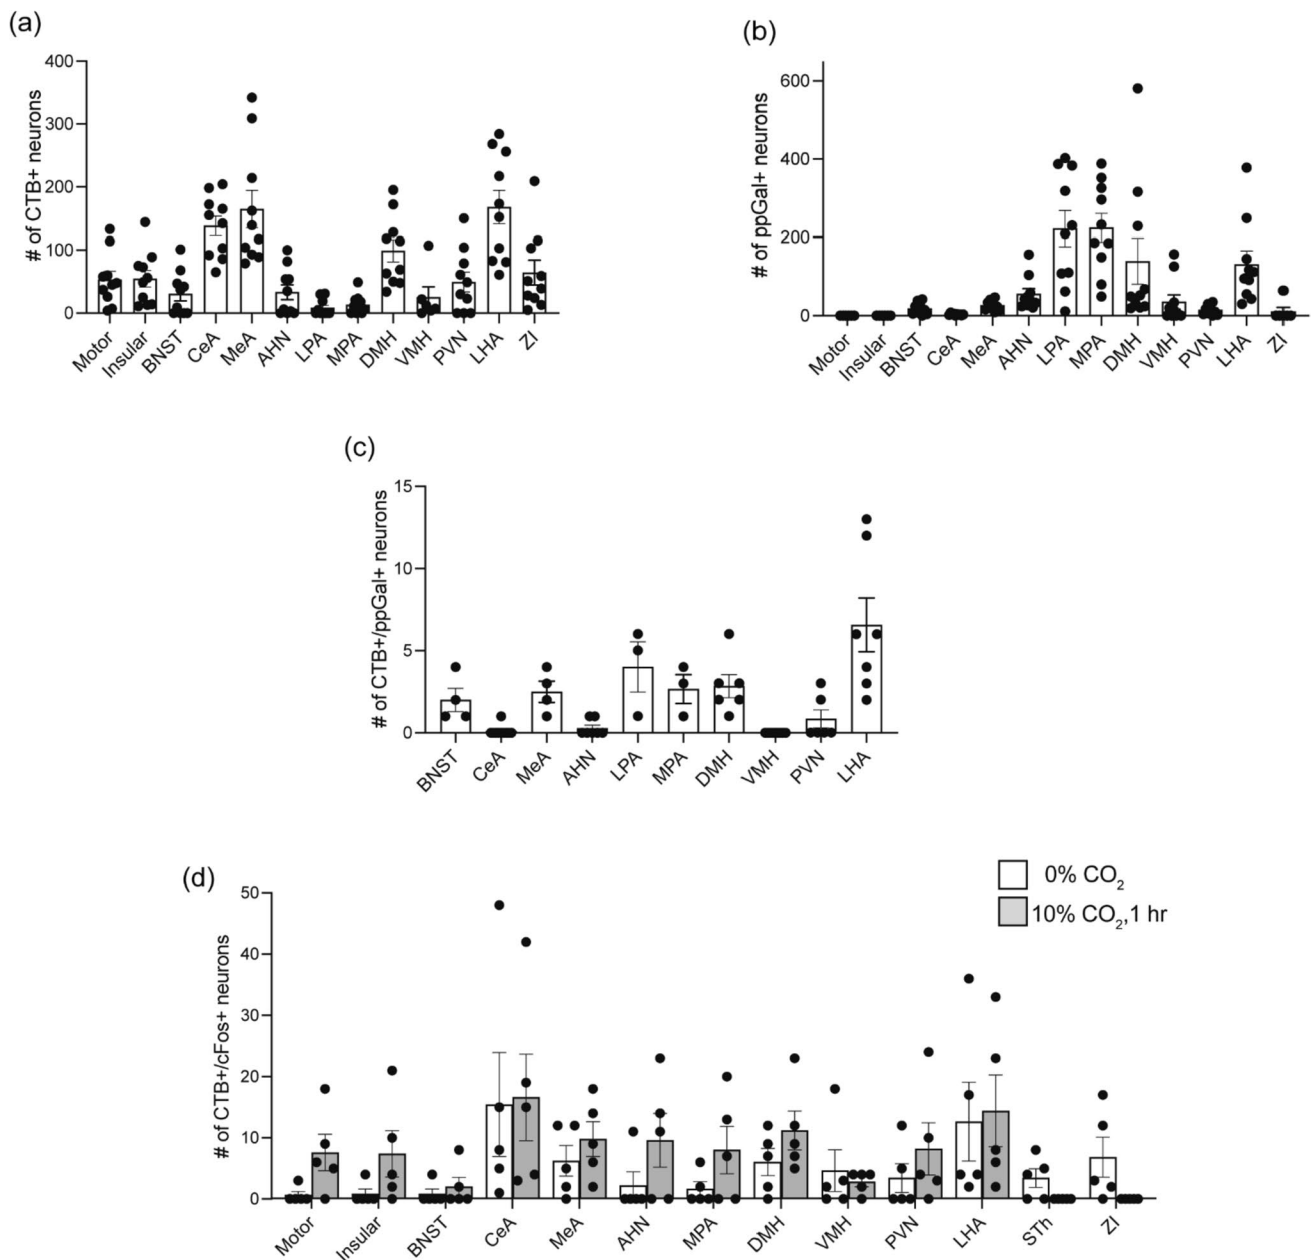 (a)
# of CTB+ neurons
400
300
200
100
0
Motor
Insular
BNST
CeA
MeA
AHN
LPA
MPA
DMH
VMH
PVN
LHA
ZI
(b)
# of ppGal+ neurons
600
400
200
0
Motor
Insular
BNST
CeA
MeA
AHN
LPA
MPA
DMH
VMH
PVN
LHA
ZI
(c)
# of CTB+/ppGal+ neurons
15
10
5
0
BNST
CeA
MeA
AHN
LPA
MPA
DMH
VMH
PVN
LHA
(d)
0% CO₂
10% CO₂,1 hr
# of CTB+/cFos+ neurons
50
40
30
20
10
0
Motor
Insular
BNST
CeA
MeA
AHN
MPA
DMH
VMH
PVN
LHA
STh
ZI